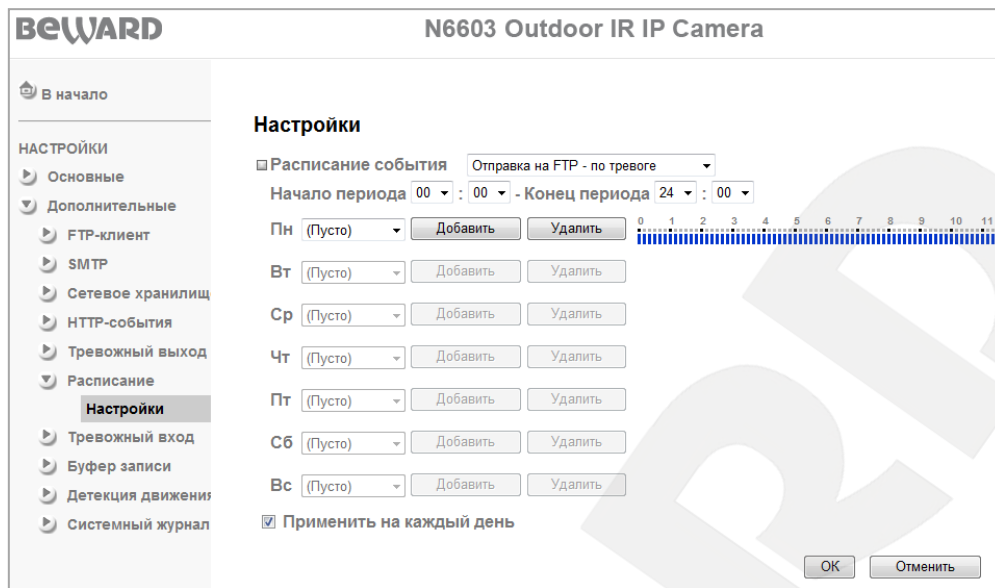 BEWARD
N6603 Outdoor IR IP Camera
В начало
НАСТРОЙКИ
Основные
Дополнительные
FTP-клиент
SMTP
Сетевое хранилищ
HTTP-события
Тревожный выход
Расписание
Настройки
Тревожный вход
Буфер записи
Детекция движения
Системный журнал
Настройки
Расписание события Отправка на FTP - по тревоге
Начало периода 00 : 00 - Конец периода 24 : 00
Пн (Пусто) Добавить Удалить 0 1 2 3 4 5 6 7 8 9 10 11
Вт (Пусто) Добавить Удалить
Ср (Пусто) Добавить Удалить
Чт (Пусто) Добавить Удалить
Пт (Пусто) Добавить Удалить
Сб (Пусто) Добавить Удалить
Вс (Пусто) Добавить Удалить
Применить на каждый день
OK Отменить
RD